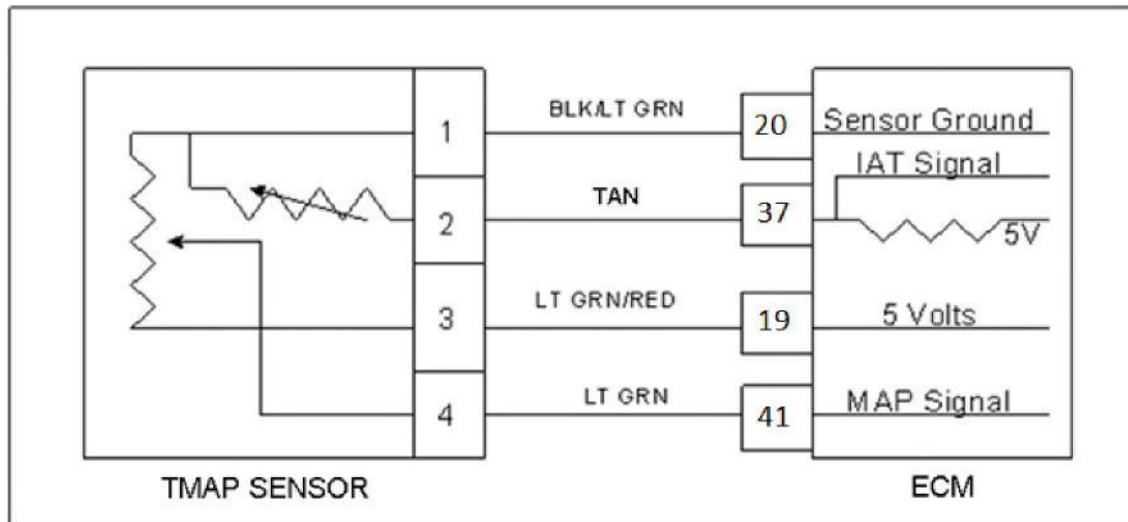 1 BLK/LT GRN 20 Sensor Ground
IAT Signal
2 TAN 37
5V
3 LT GRN/RED 19 5 Volts
4 LT GRN 41 MAP Signal
TMAP SENSOR ECM